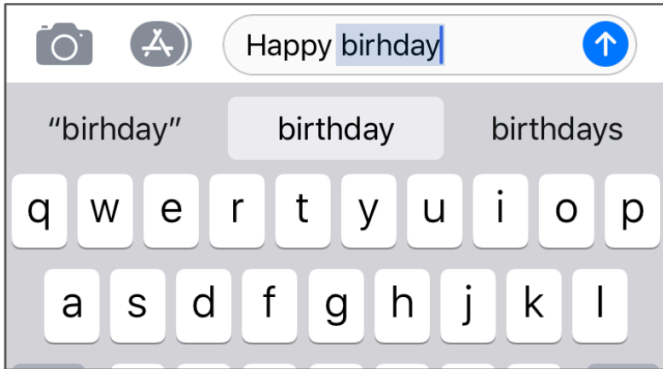 Happy birhday
“birhday” birthday birthdays
q w e r t y u i o p
a s d f g h j k l